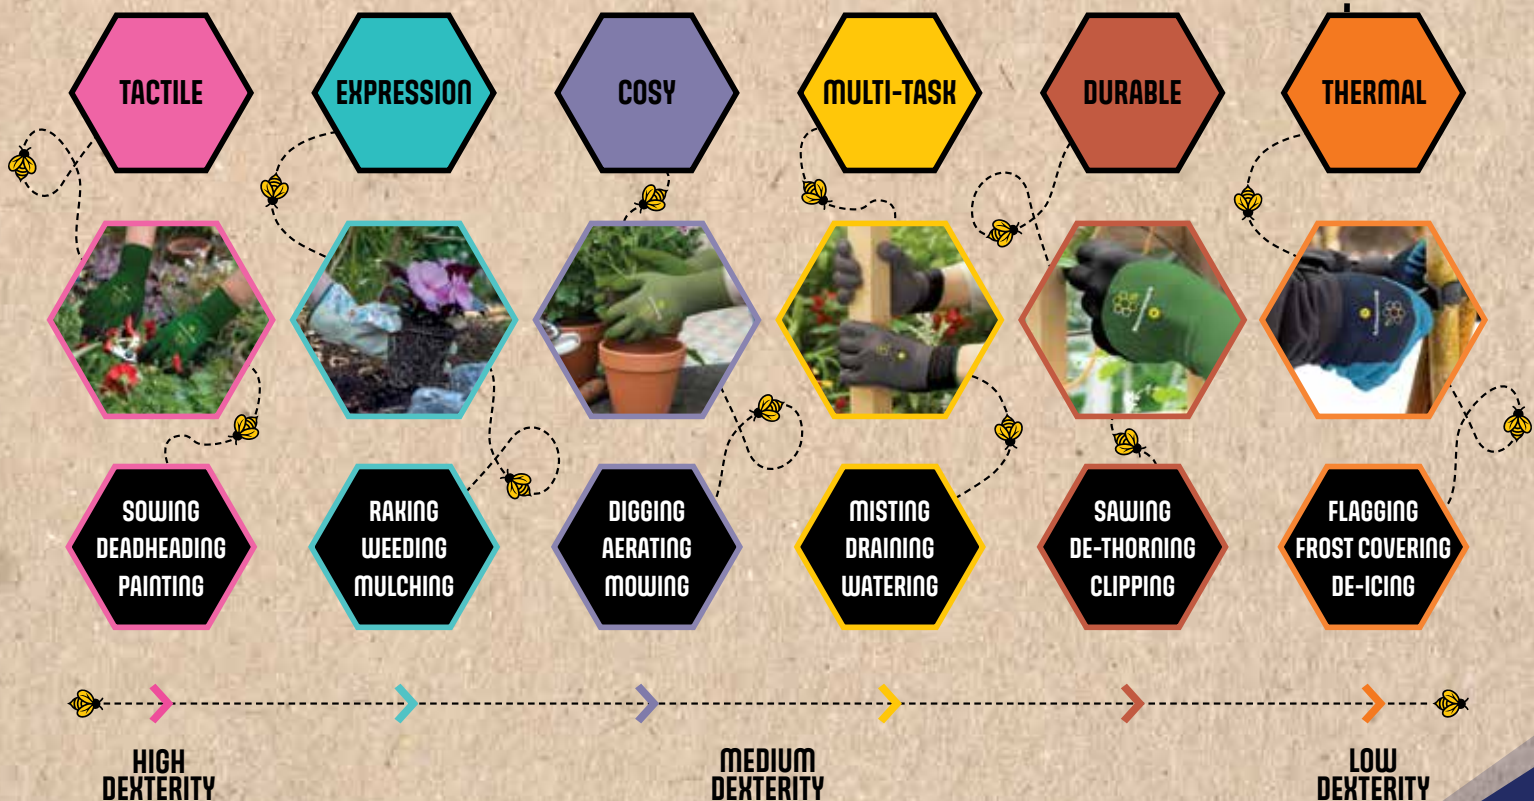 TACTILE
EXPRESSION
COSY
MULTI-TASK
DURABLE
THERMAL
SOWING
DEADHEADING
PAINTING
RAKING
WEEDING
MULCHING
DIGGING
AERATING
MOWING
MISTING
DRAINING
WATERING
SAWING
DE-THORNING
CLIPPING
FLAGGING
FROST COVERING
DE-ICING
HIGH
DEXTERITY
MEDIUM
DEXTERITY
LOW
DEXTERITY